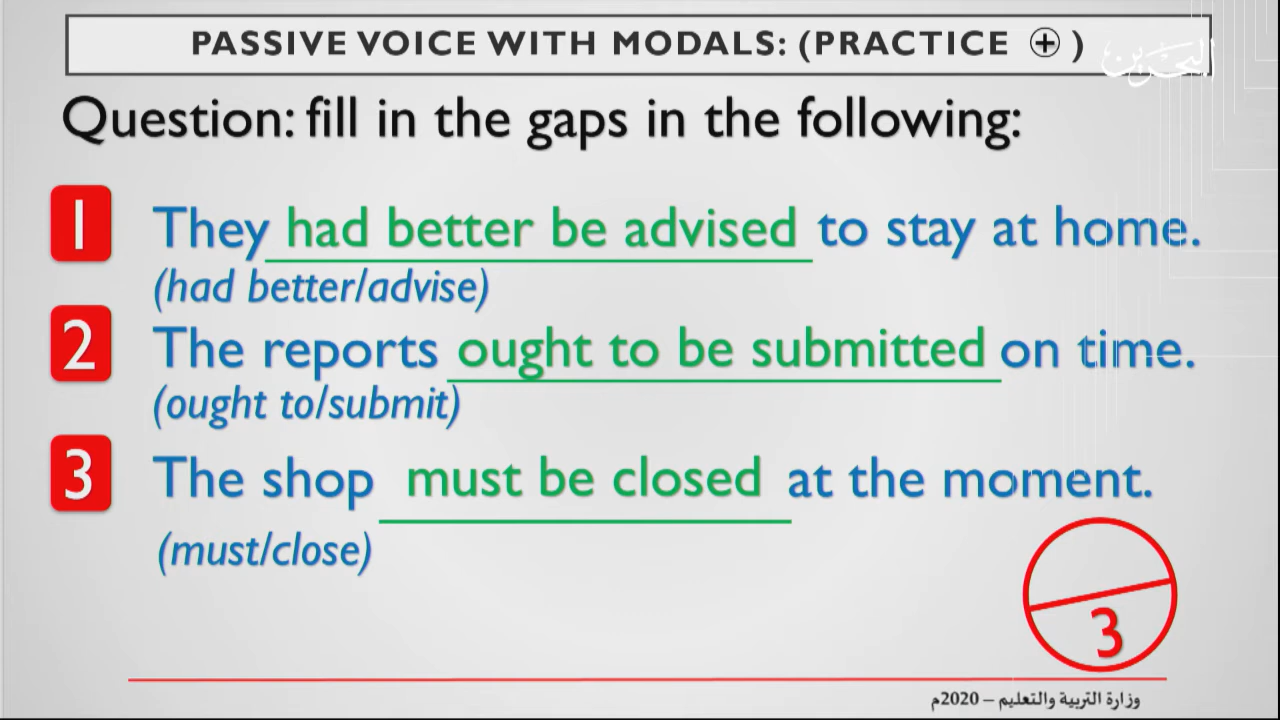 PASSIVE VOICE WITH MODALS: (PRACTICE + )
البحرين
Question: fill in the gaps in the following:
1 They had better be advised to stay at home.
(had better/advise)
2 The reports ought to be submitted on time.
(ought to/submit)
3 The shop must be closed at the moment.
(must/close)
3
وزارة التربية والتعليم – 2020م